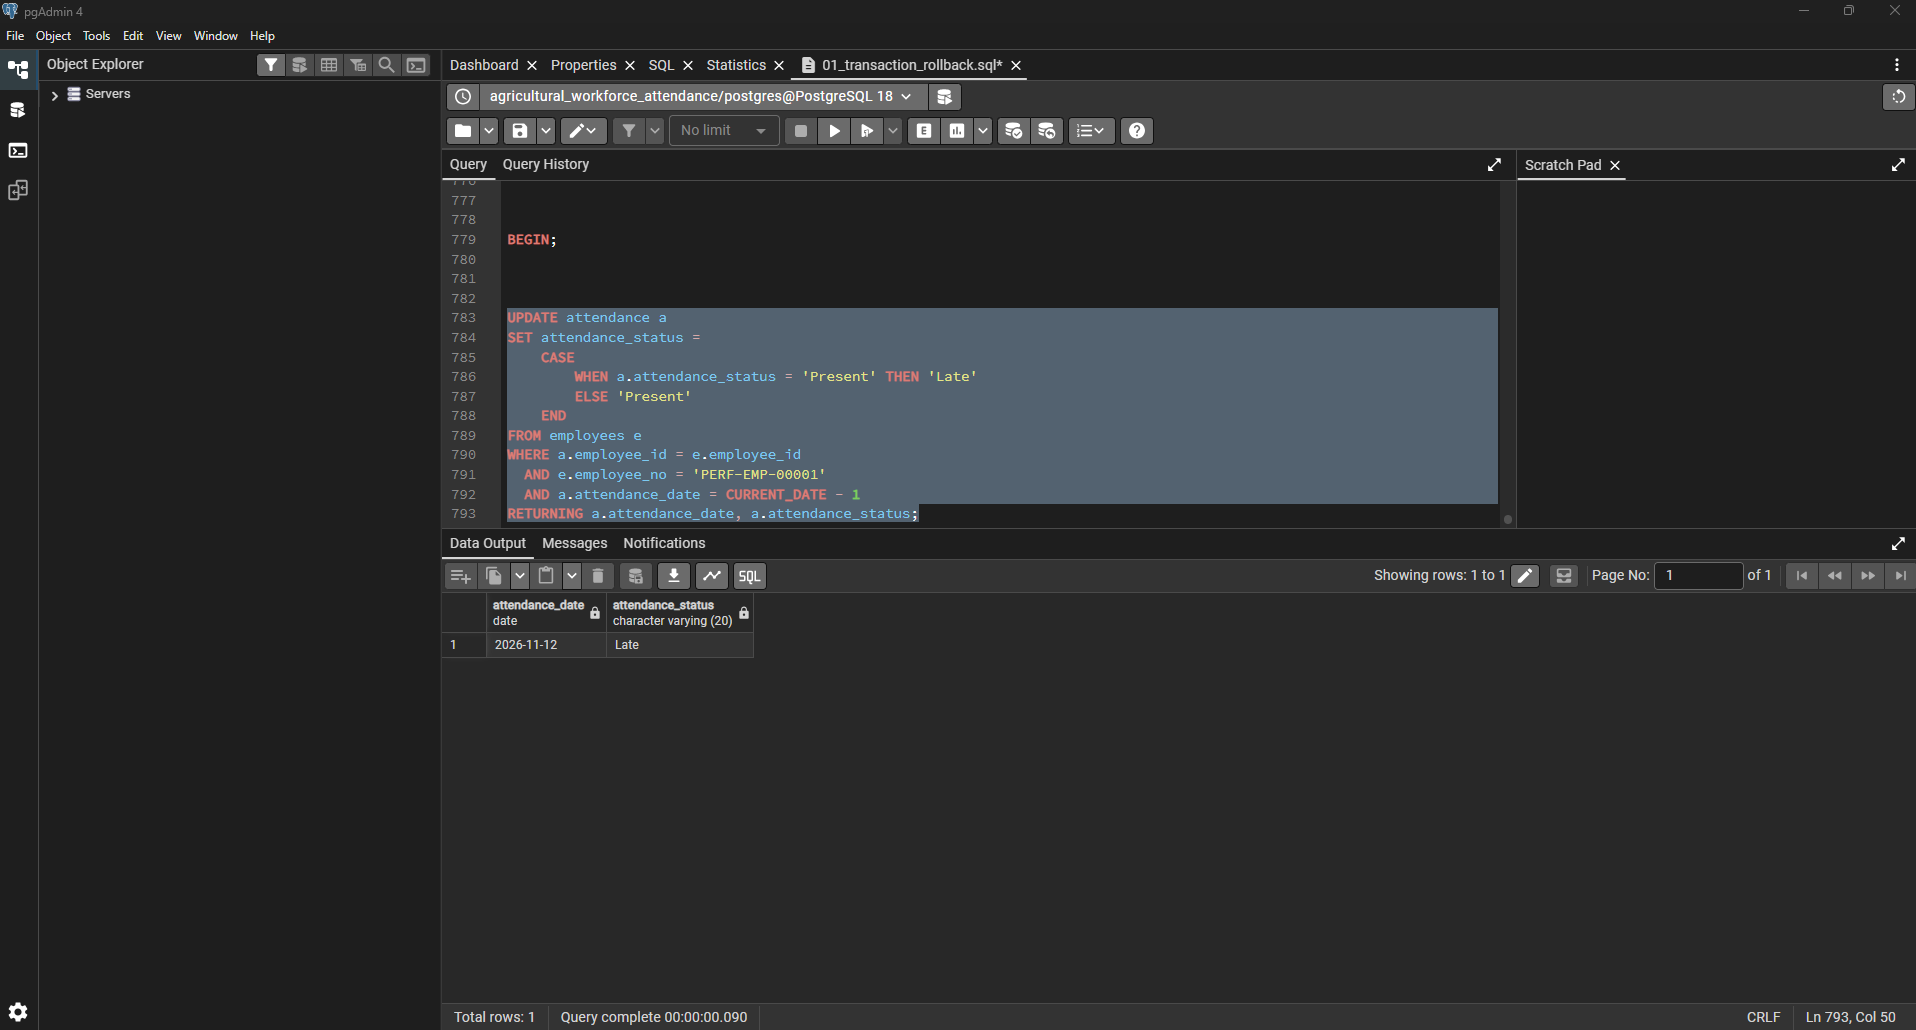 pgAdmin 4
File Object Tools Edit View Window Help
Object Explorer
Servers
Dashboard Properties SQL Statistics 01_transaction_rollback.sql*
agricultural_workforce_attendance/postgres@PostgreSQL 18
No limit
Query Query History
Scratch Pad
777
778
779 BEGIN;
780
781
782
783 UPDATE attendance a
784 SET attendance_status =
785 CASE
786 WHEN a.attendance_status = 'Present' THEN 'Late'
787 ELSE 'Present'
788 END
789 FROM employees e
790 WHERE a.employee_id = e.employee_id
791 AND e.employee_no = 'PERF-EMP-00001'
792 AND a.attendance_date = CURRENT_DATE - 1
793 RETURNING a.attendance_date, a.attendance_status;
Data Output Messages Notifications
SQL Showing rows: 1 to 1 Page No: 1 of 1
attendance_date attendance_status
date character varying (20)
1 2026-11-12 Late
Total rows: 1 Query complete 00:00:00.090 CRLF Ln 793, Col 50